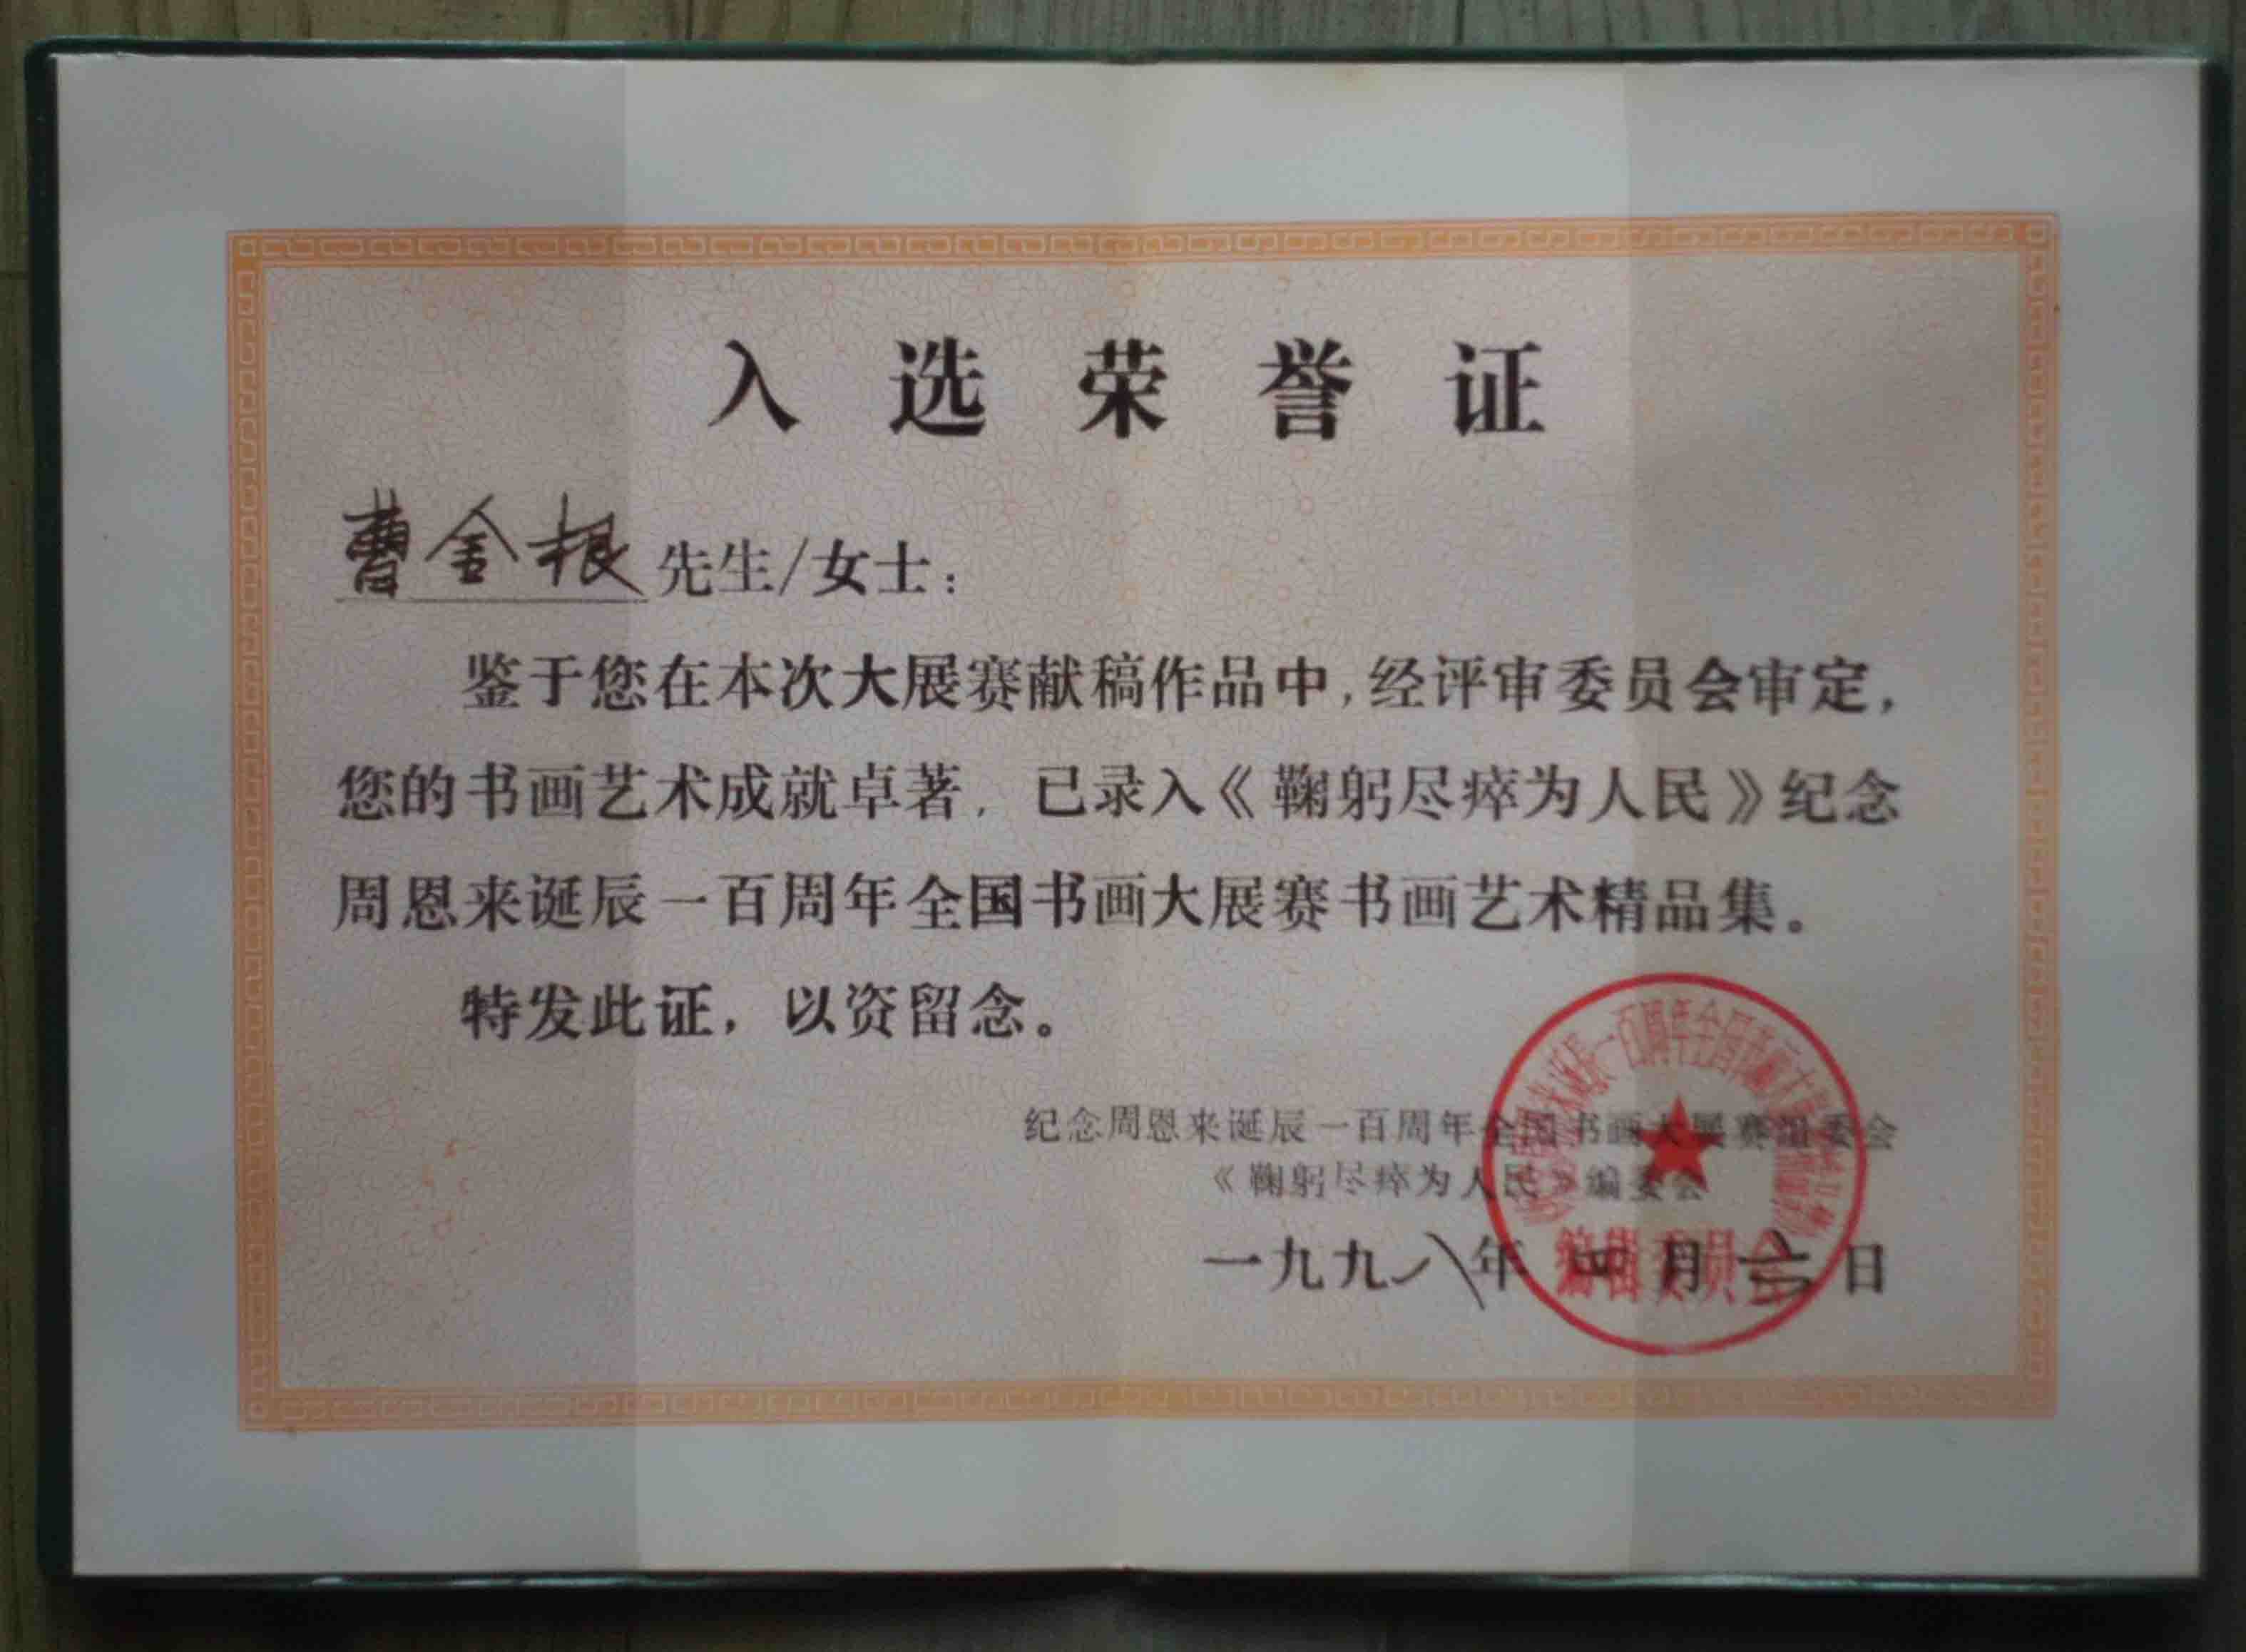 入选荣誉证
曹金根 先生/女士：
鉴于您在本次大展赛献稿作品中,经评审委员会审定,
您的书画艺术成就卓著，已录入《鞠躬尽瘁为人民》纪念
周恩来诞辰一百周年全国书画大展赛书画艺术精品集。
特发此证，以资留念。
纪念周恩来诞辰一百周年全国书画大展赛组委会
《鞠躬尽瘁为人民》编委会
一九九八年 四月 六日
编辑委员会